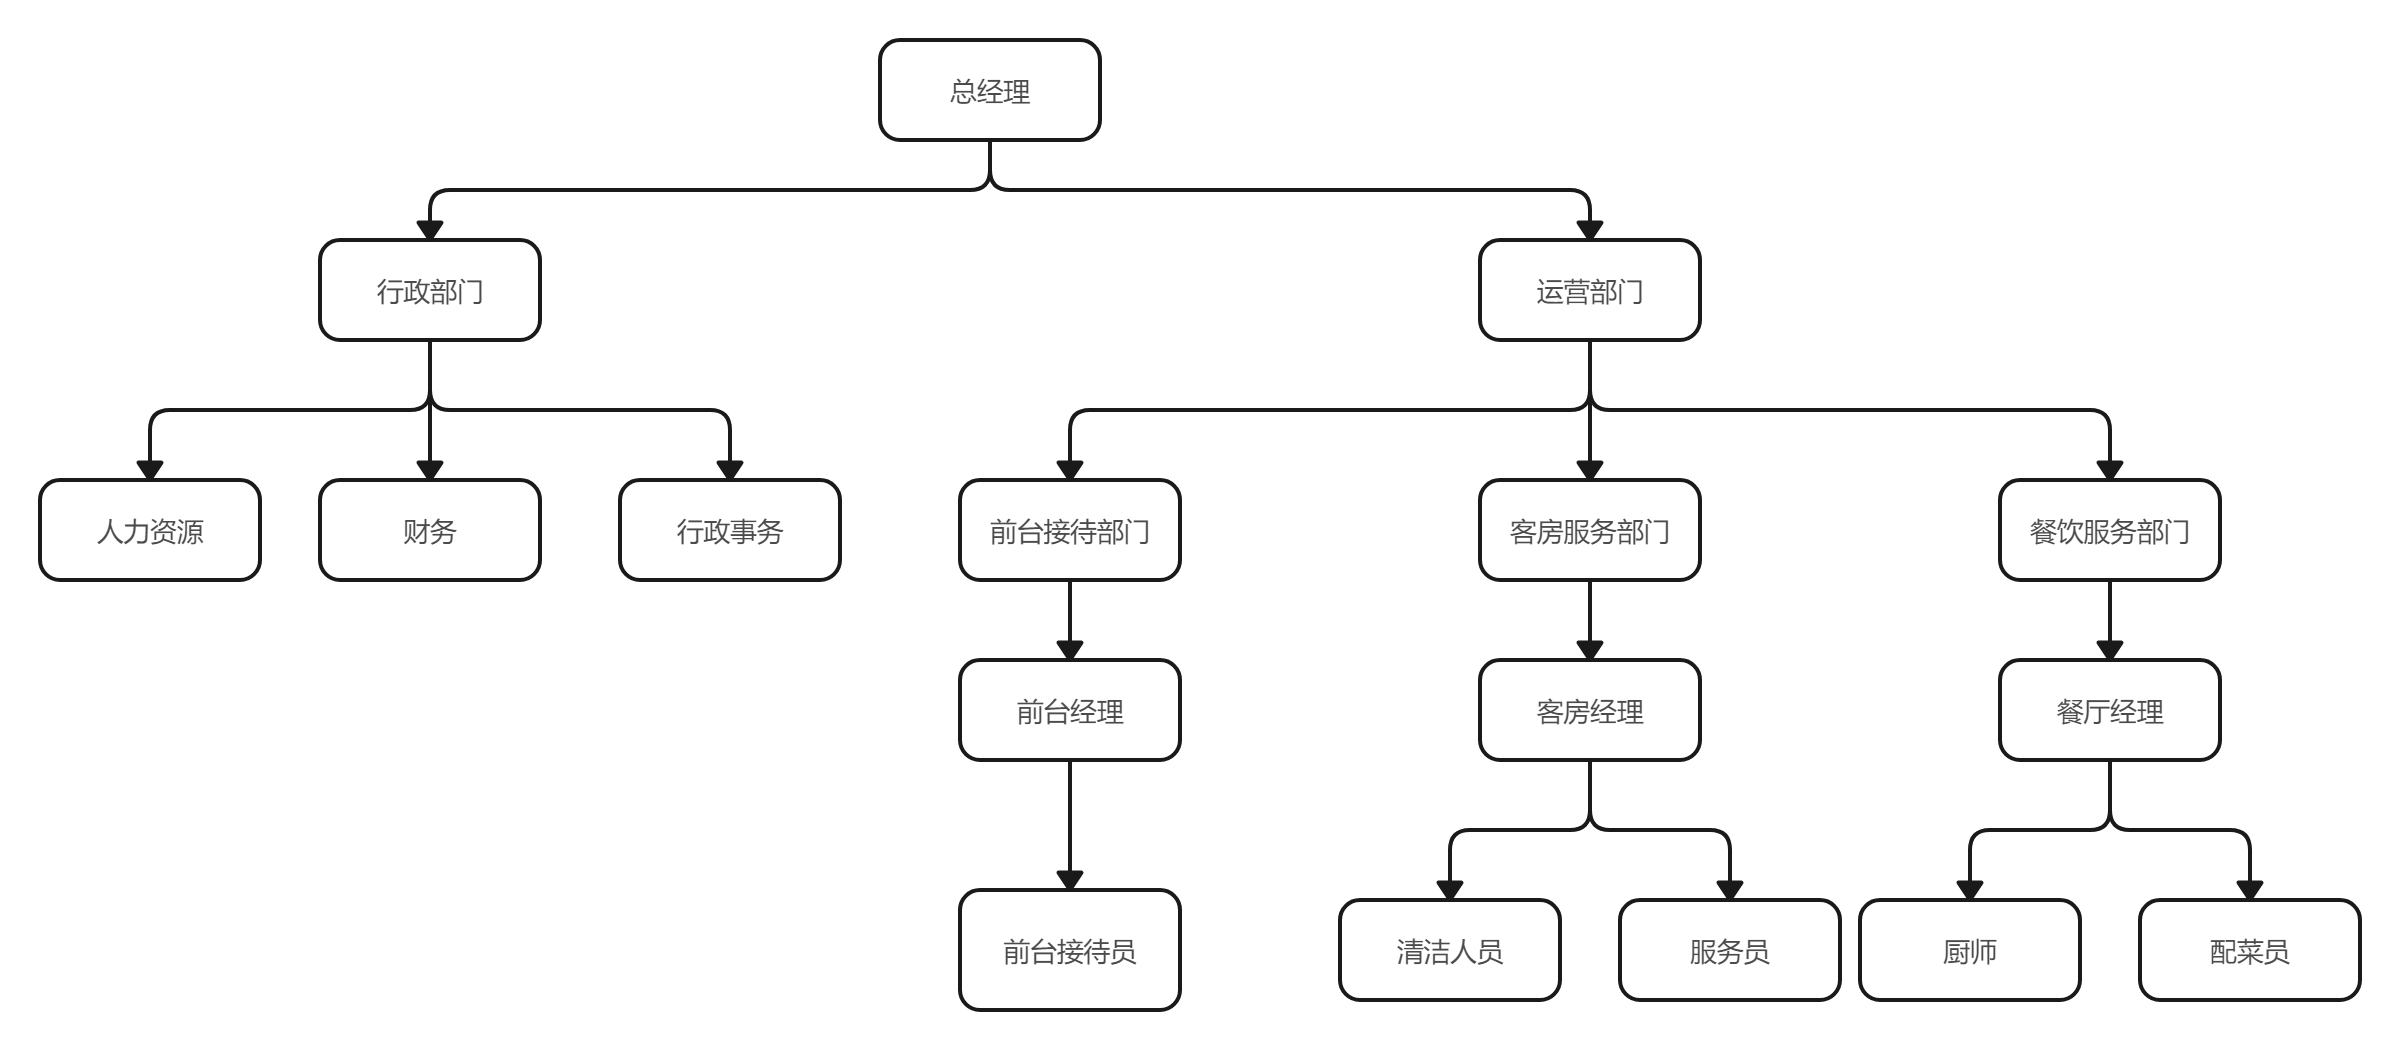 总经理
行政部门
运营部门
人力资源
财务
行政事务
前台接待部门
客房服务部门
餐饮服务部门
前台经理
客房经理
餐厅经理
前台接待员
清洁人员
服务员
厨师
配菜员